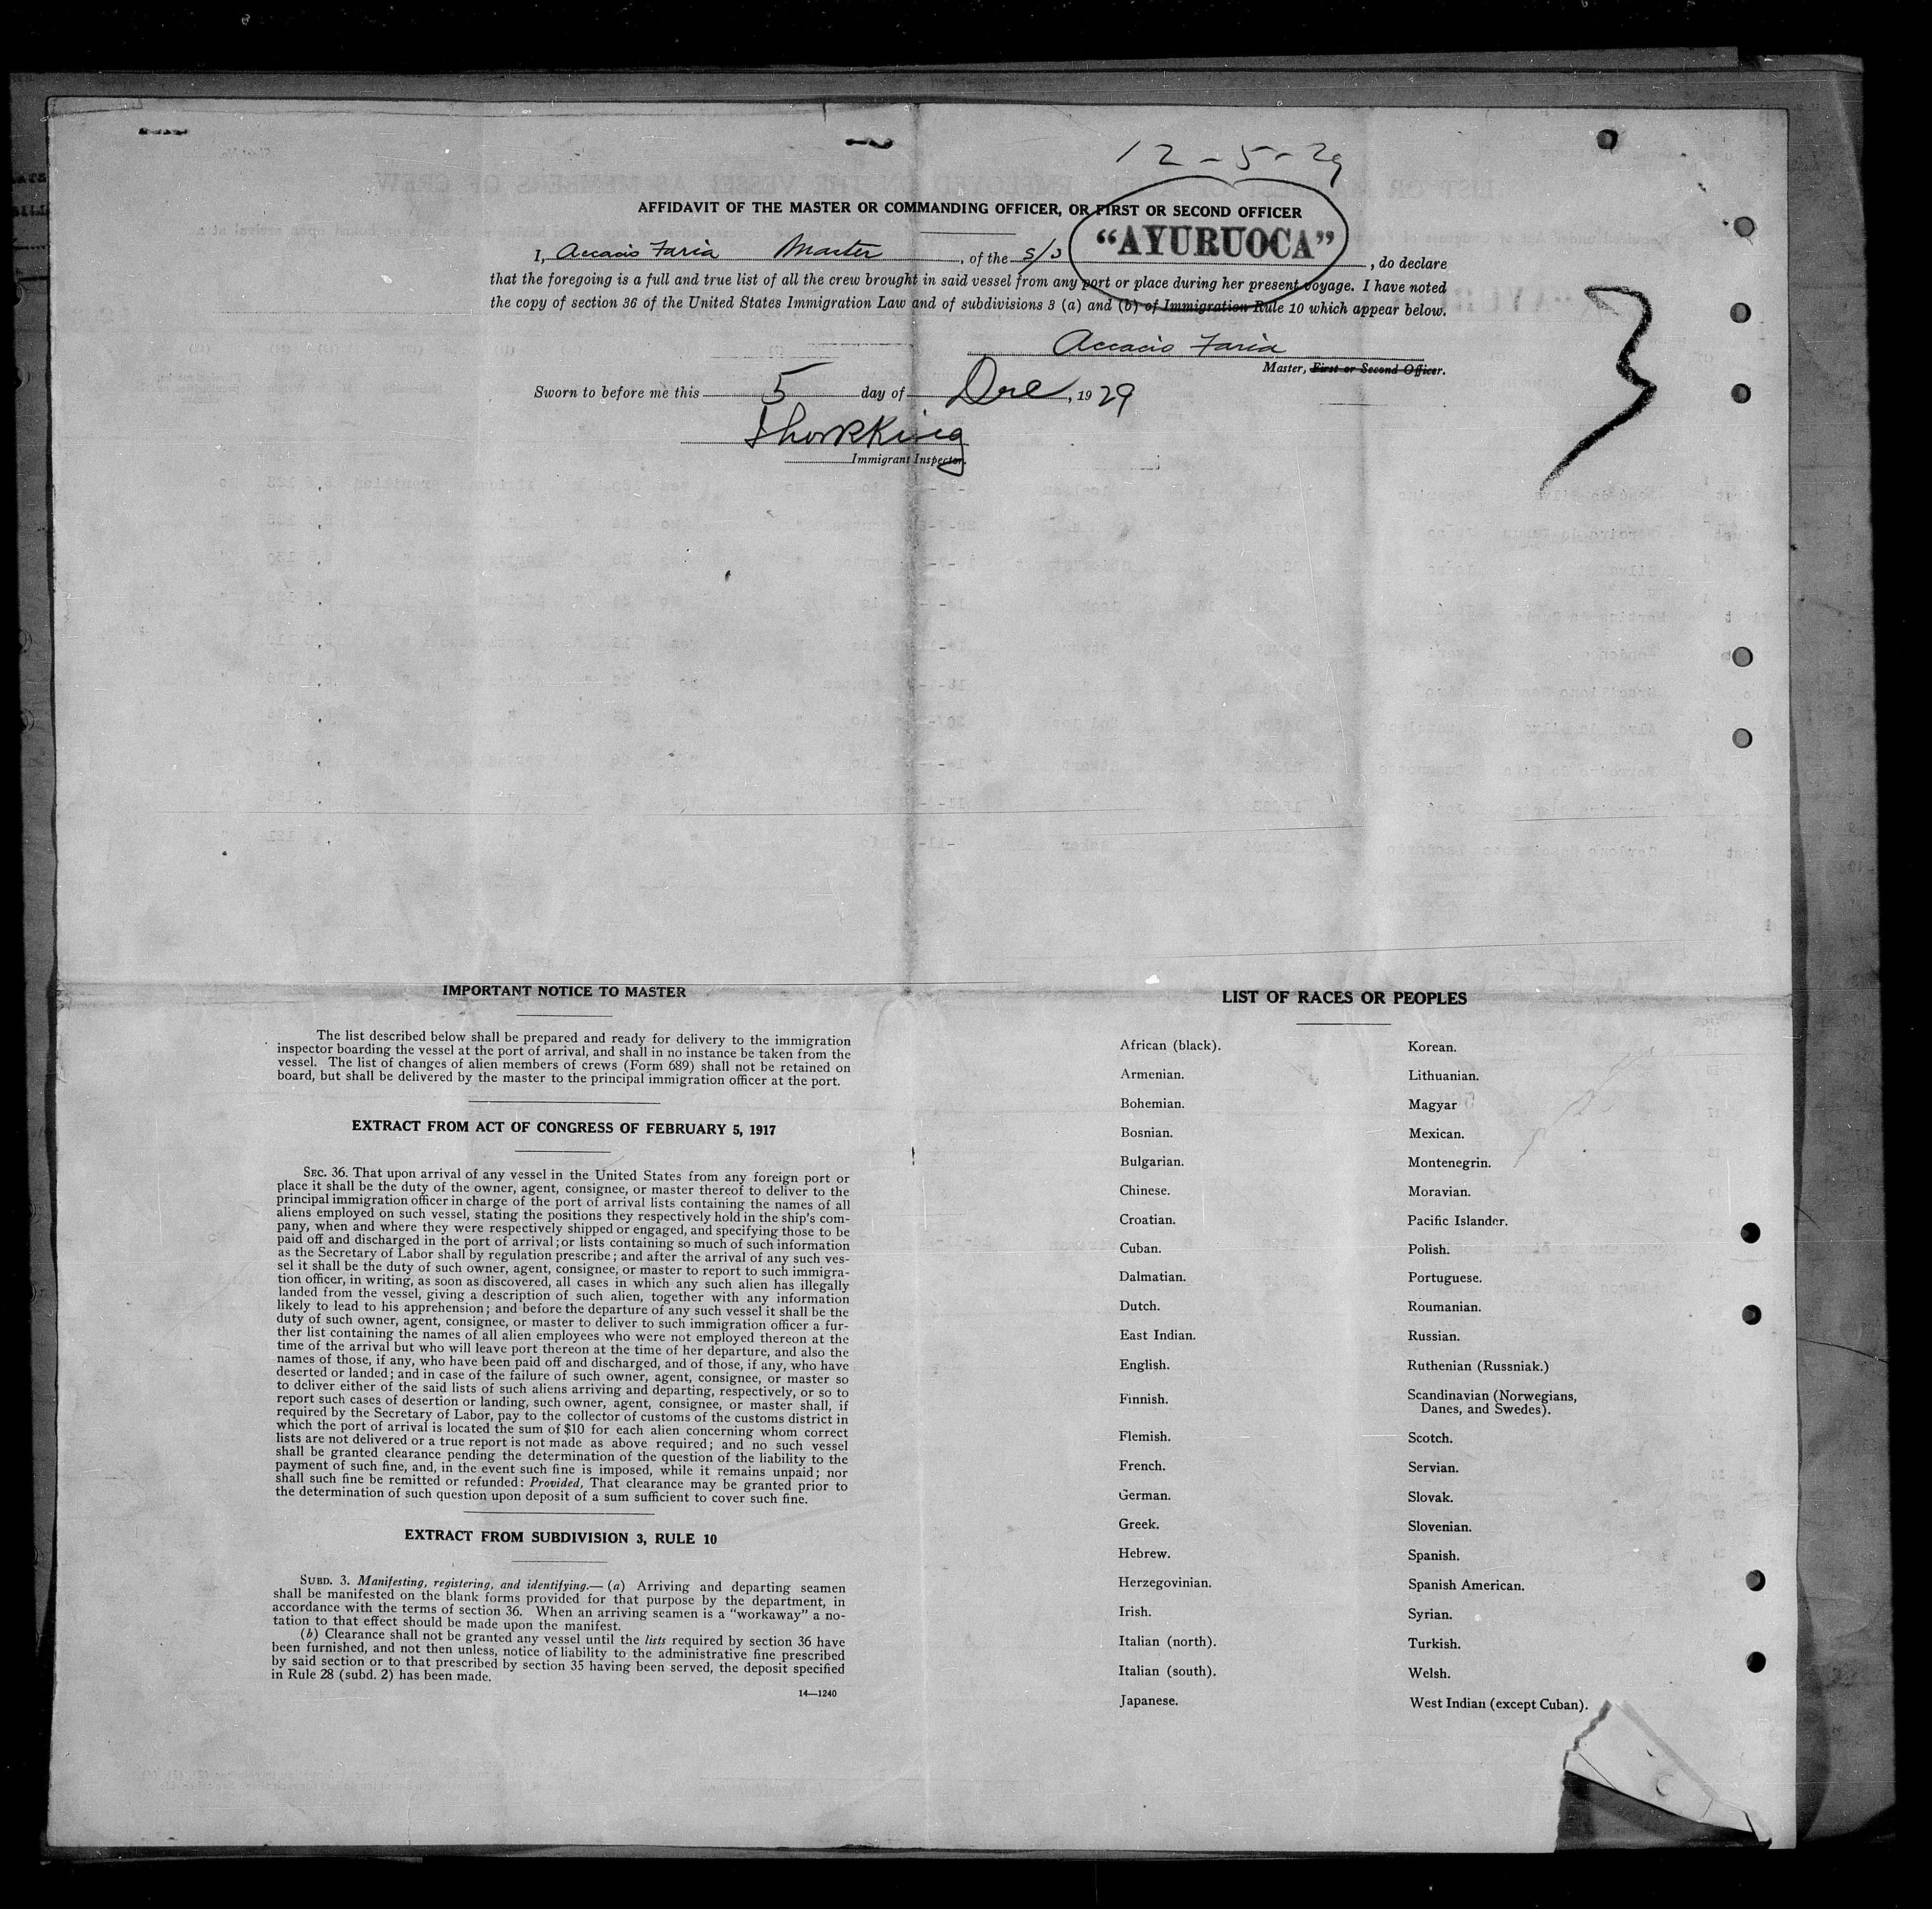 12-5-29
AFFIDAVIT OF THE MASTER OR COMMANDING OFFICER, OR FIRST OR SECOND OFFICER
I, Accacio Faria Master, of the S/S "AYURUOCA", do declare
that the foregoing is a full and true list of all the crew brought in said vessel from any port or place during her present voyage. I have noted
the copy of section 36 of the United States Immigration Law and of subdivisions 3 (a) and (b) of Immigration Rule 10 which appear below.
3
Accacio Faria
Master, First or Second Officer.
Sworn to before me this 5 day of Dec, 1929
Immigrant Inspector.
IMPORTANT NOTICE TO MASTER
The list described below shall be prepared and ready for delivery to the immigration
inspector boarding the vessel at the port of arrival, and shall in no instance be taken from the
vessel. The list of changes of alien members of crews (Form 689) shall not be retained on
board, but shall be delivered by the master to the principal immigration officer at the port.
EXTRACT FROM ACT OF CONGRESS OF FEBRUARY 5, 1917
SEC. 36. That upon arrival of any vessel in the United States from any foreign port or
place it shall be the duty of the owner, agent, consignee, or master thereof to deliver to the
principal immigration officer in charge of the port of arrival lists containing the names of all
aliens employed on such vessel, stating the positions they respectively hold in the ship's com-
pany, when and where they were respectively shipped or engaged, and specifying those to be
paid off and discharged in the port of arrival; or lists containing so much of such information
as the Secretary of Labor shall by regulation prescribe; and after the arrival of any such ves-
sel it shall be the duty of such owner, agent, consignee, or master to report to such immigra-
tion officer, in writing, as soon as discovered, all cases in which any such alien has illegally
landed from the vessel, giving a description of such alien, together with any information
likely to lead to his apprehension; and before the departure of any such vessel it shall be the
duty of such owner, agent, consignee, or master to deliver to such immigration officer a fur-
ther list containing the names of all alien employees who were not employed thereon at the
time of the arrival but who will leave port thereon at the time of her departure, and also the
names of those, if any, who have been paid off and discharged, and of those, if any, who have
deserted or landed; and in case of the failure of such owner, agent, consignee, or master so
to deliver either of the said lists of such aliens arriving and departing, respectively, or so to
report such cases of desertion or landing, such owner, agent, consignee, or master shall, if
required by the Secretary of Labor, pay to the collector of customs of the customs district in
which the port of arrival is located the sum of $10 for each alien concerning whom correct
lists are not delivered or a true report is not made as above required; and no such vessel
shall be granted clearance pending the determination of the question of the liability to the
payment of such fine, and, in the event such fine is imposed, while it remains unpaid; nor
shall such fine be remitted or refunded: Provided, That clearance may be granted prior to
the determination of such question upon deposit of a sum sufficient to cover such fine.
EXTRACT FROM SUBDIVISION 3, RULE 10
SUBD. 3. Manifesting, registering, and identifying.—(a) Arriving and departing seamen
shall be manifested on the blank forms provided for that purpose by the department, in
accordance with the terms of section 36. When an arriving seamen is a "workaway" a no-
tation to that effect should be made upon the manifest.
(b) Clearance shall not be granted any vessel until the lists required by section 36 have
been furnished, and not then unless, notice of liability to the administrative fine prescribed
by said section or to that prescribed by section 35 having been served, the deposit specified
in Rule 28 (subd. 2) has been made.
14—1240
LIST OF RACES OR PEOPLES
African (black).
Armenian.
Bohemian.
Bosnian.
Bulgarian.
Chinese.
Croatian.
Cuban.
Dalmatian.
Dutch.
East Indian.
English.
Finnish.
Flemish.
French.
German.
Greek.
Hebrew.
Herzegovinian.
Irish.
Italian (north).
Italian (south).
Japanese.
Korean.
Lithuanian.
Magyar
Mexican.
Montenegrin.
Moravian.
Pacific Islander.
Polish.
Portuguese.
Roumanian.
Russian.
Ruthenian (Russniak.)
Scandinavian (Norwegians,
Danes, and Swedes).
Scotch.
Servian.
Slovak.
Slovenian.
Spanish.
Spanish American.
Syrian.
Turkish.
Welsh.
West Indian (except Cuban).